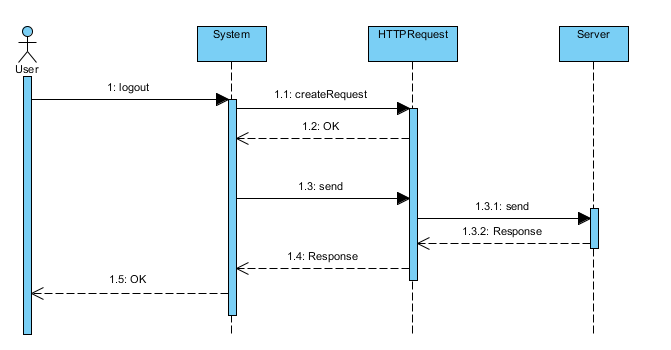 System
HTTPRequest
Server
User
1: logout
1.1: createRequest
1.2: OK
1.3: send
1.3.1: send
1.3.2: Response
1.4: Response
1.5: OK